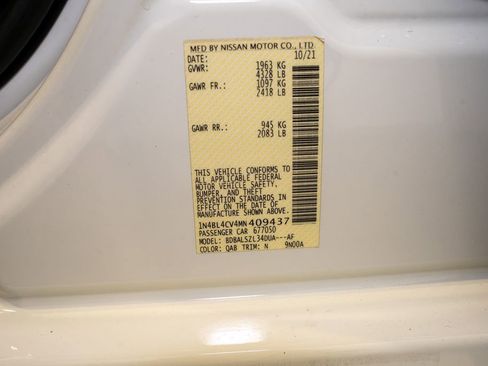 MFD BY NISSAN MOTOR CO., LTD
DATE: 10/21
GVWR: 1963 KG
4328 LB
GAWR FR.: 1097 KG
2418 LB
GAWR RR.: 945 KG
2083 LB
THIS VEHICLE CONFORMS TO
ALL APPLICABLE FEDERAL
MOTOR VEHICLE SAFETY,
BUMPER, AND THEFT
PREVENTION STANDARDS
IN EFFECT ON THE DATE OF
MANUFACTURE SHOWN ABOVE.
1N4BL4CV4MN409437
PASSENGER CAR 677050
MODEL: BDBALSZL34DUA---AF
COLOR: QAB TRIM: N 9N00A